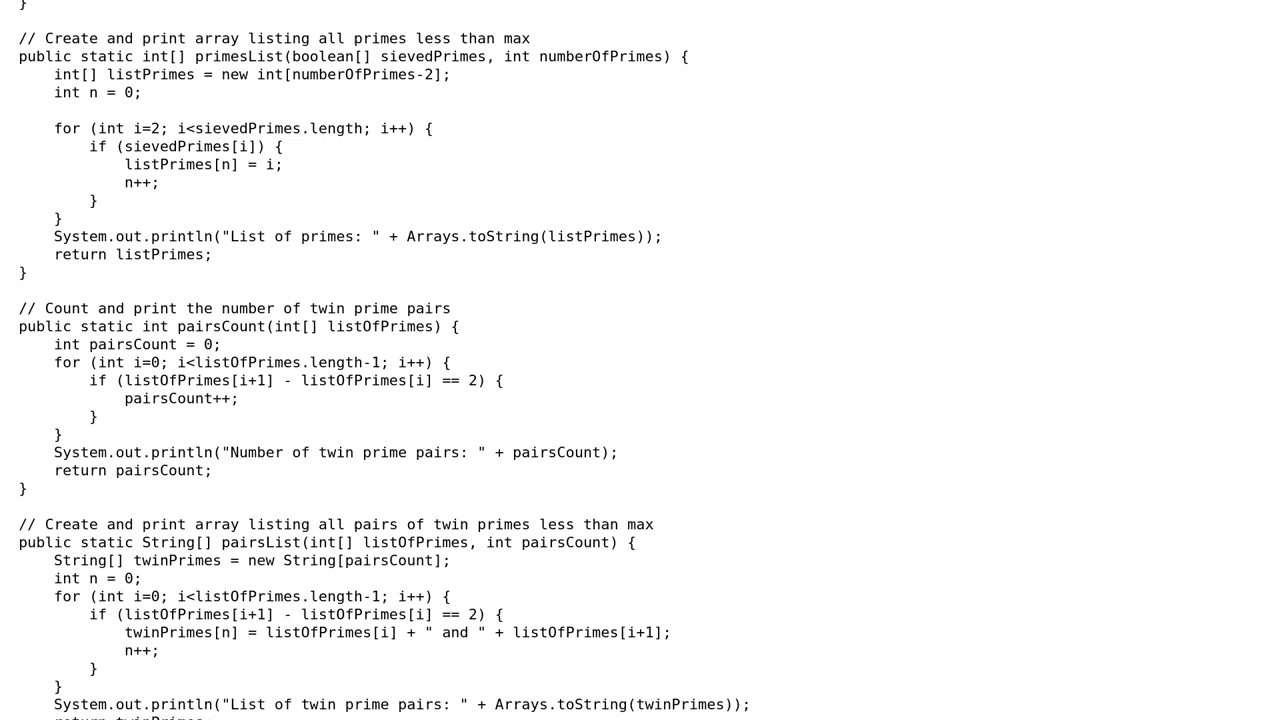 }
// Create and print array listing all primes less than max
public static int[] primesList(boolean[] sievedPrimes, int numberOfPrimes) {
    int[] listPrimes = new int[numberOfPrimes-2];
    int n = 0;

    for (int i=2; i<sievedPrimes.length; i++) {
        if (sievedPrimes[i]) {
            listPrimes[n] = i;
            n++;
        }
    }
    System.out.println("List of primes: " + Arrays.toString(listPrimes));
    return listPrimes;
}

// Count and print the number of twin prime pairs
public static int pairsCount(int[] listOfPrimes) {
    int pairsCount = 0;
    for (int i=0; i<listOfPrimes.length-1; i++) {
        if (listOfPrimes[i+1] - listOfPrimes[i] == 2) {
            pairsCount++;
        }
    }
    System.out.println("Number of twin prime pairs: " + pairsCount);
    return pairsCount;
}

// Create and print array listing all pairs of twin primes less than max
public static String[] pairsList(int[] listOfPrimes, int pairsCount) {
    String[] twinPrimes = new String[pairsCount];
    int n = 0;
    for (int i=0; i<listOfPrimes.length-1; i++) {
        if (listOfPrimes[i+1] - listOfPrimes[i] == 2) {
            twinPrimes[n] = listOfPrimes[i] + " and " + listOfPrimes[i+1];
            n++;
        }
    }
    System.out.println("List of twin prime pairs: " + Arrays.toString(twinPrimes));